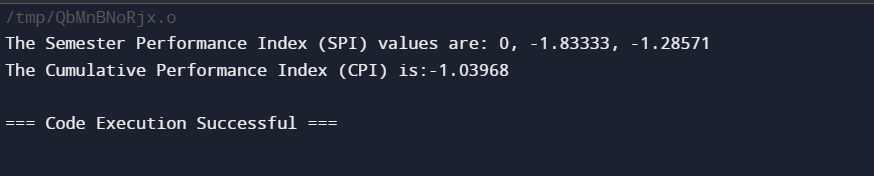 /tmp/QbMnBNoRjx.o
The Semester Performance Index (SPI) values are: 0, -1.83333, -1.28571
The Cumulative Performance Index (CPI) is:-1.03968
=== Code Execution Successful ===